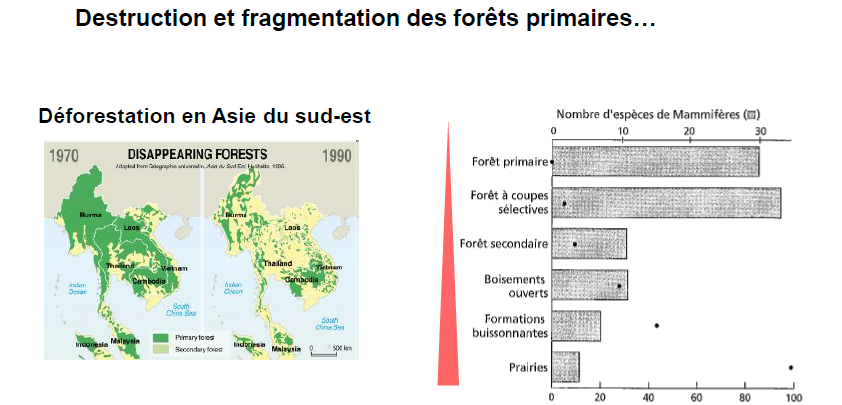 Destruction et fragmentation des forêts primaires…
Déforestation en Asie du sud-est
1970
DISAPPEARING FORESTS
1990
Adapted from Géographie universelle, Asie du Sud-Est, Hachette, 1995.
Burma
Laos
Thailand
Vietnam
Cambodia
Indian
Ocean
South
China Sea
Indonesia
Malaysia
Burma
Laos
Thailand
Vietnam
Cambodia
Indian
Ocean
South
China Sea
Indonesia
Malaysia
Primary forest
Secondary forest
0
500 km
Nombre d'espèces de Mammifères (▩)
0 10 20 30
Forêt primaire
Forêt à coupes
sélectives
Forêt secondaire
Boisements
ouverts
Formations
buissonnantes
Prairies
0 20 40 60 80 100